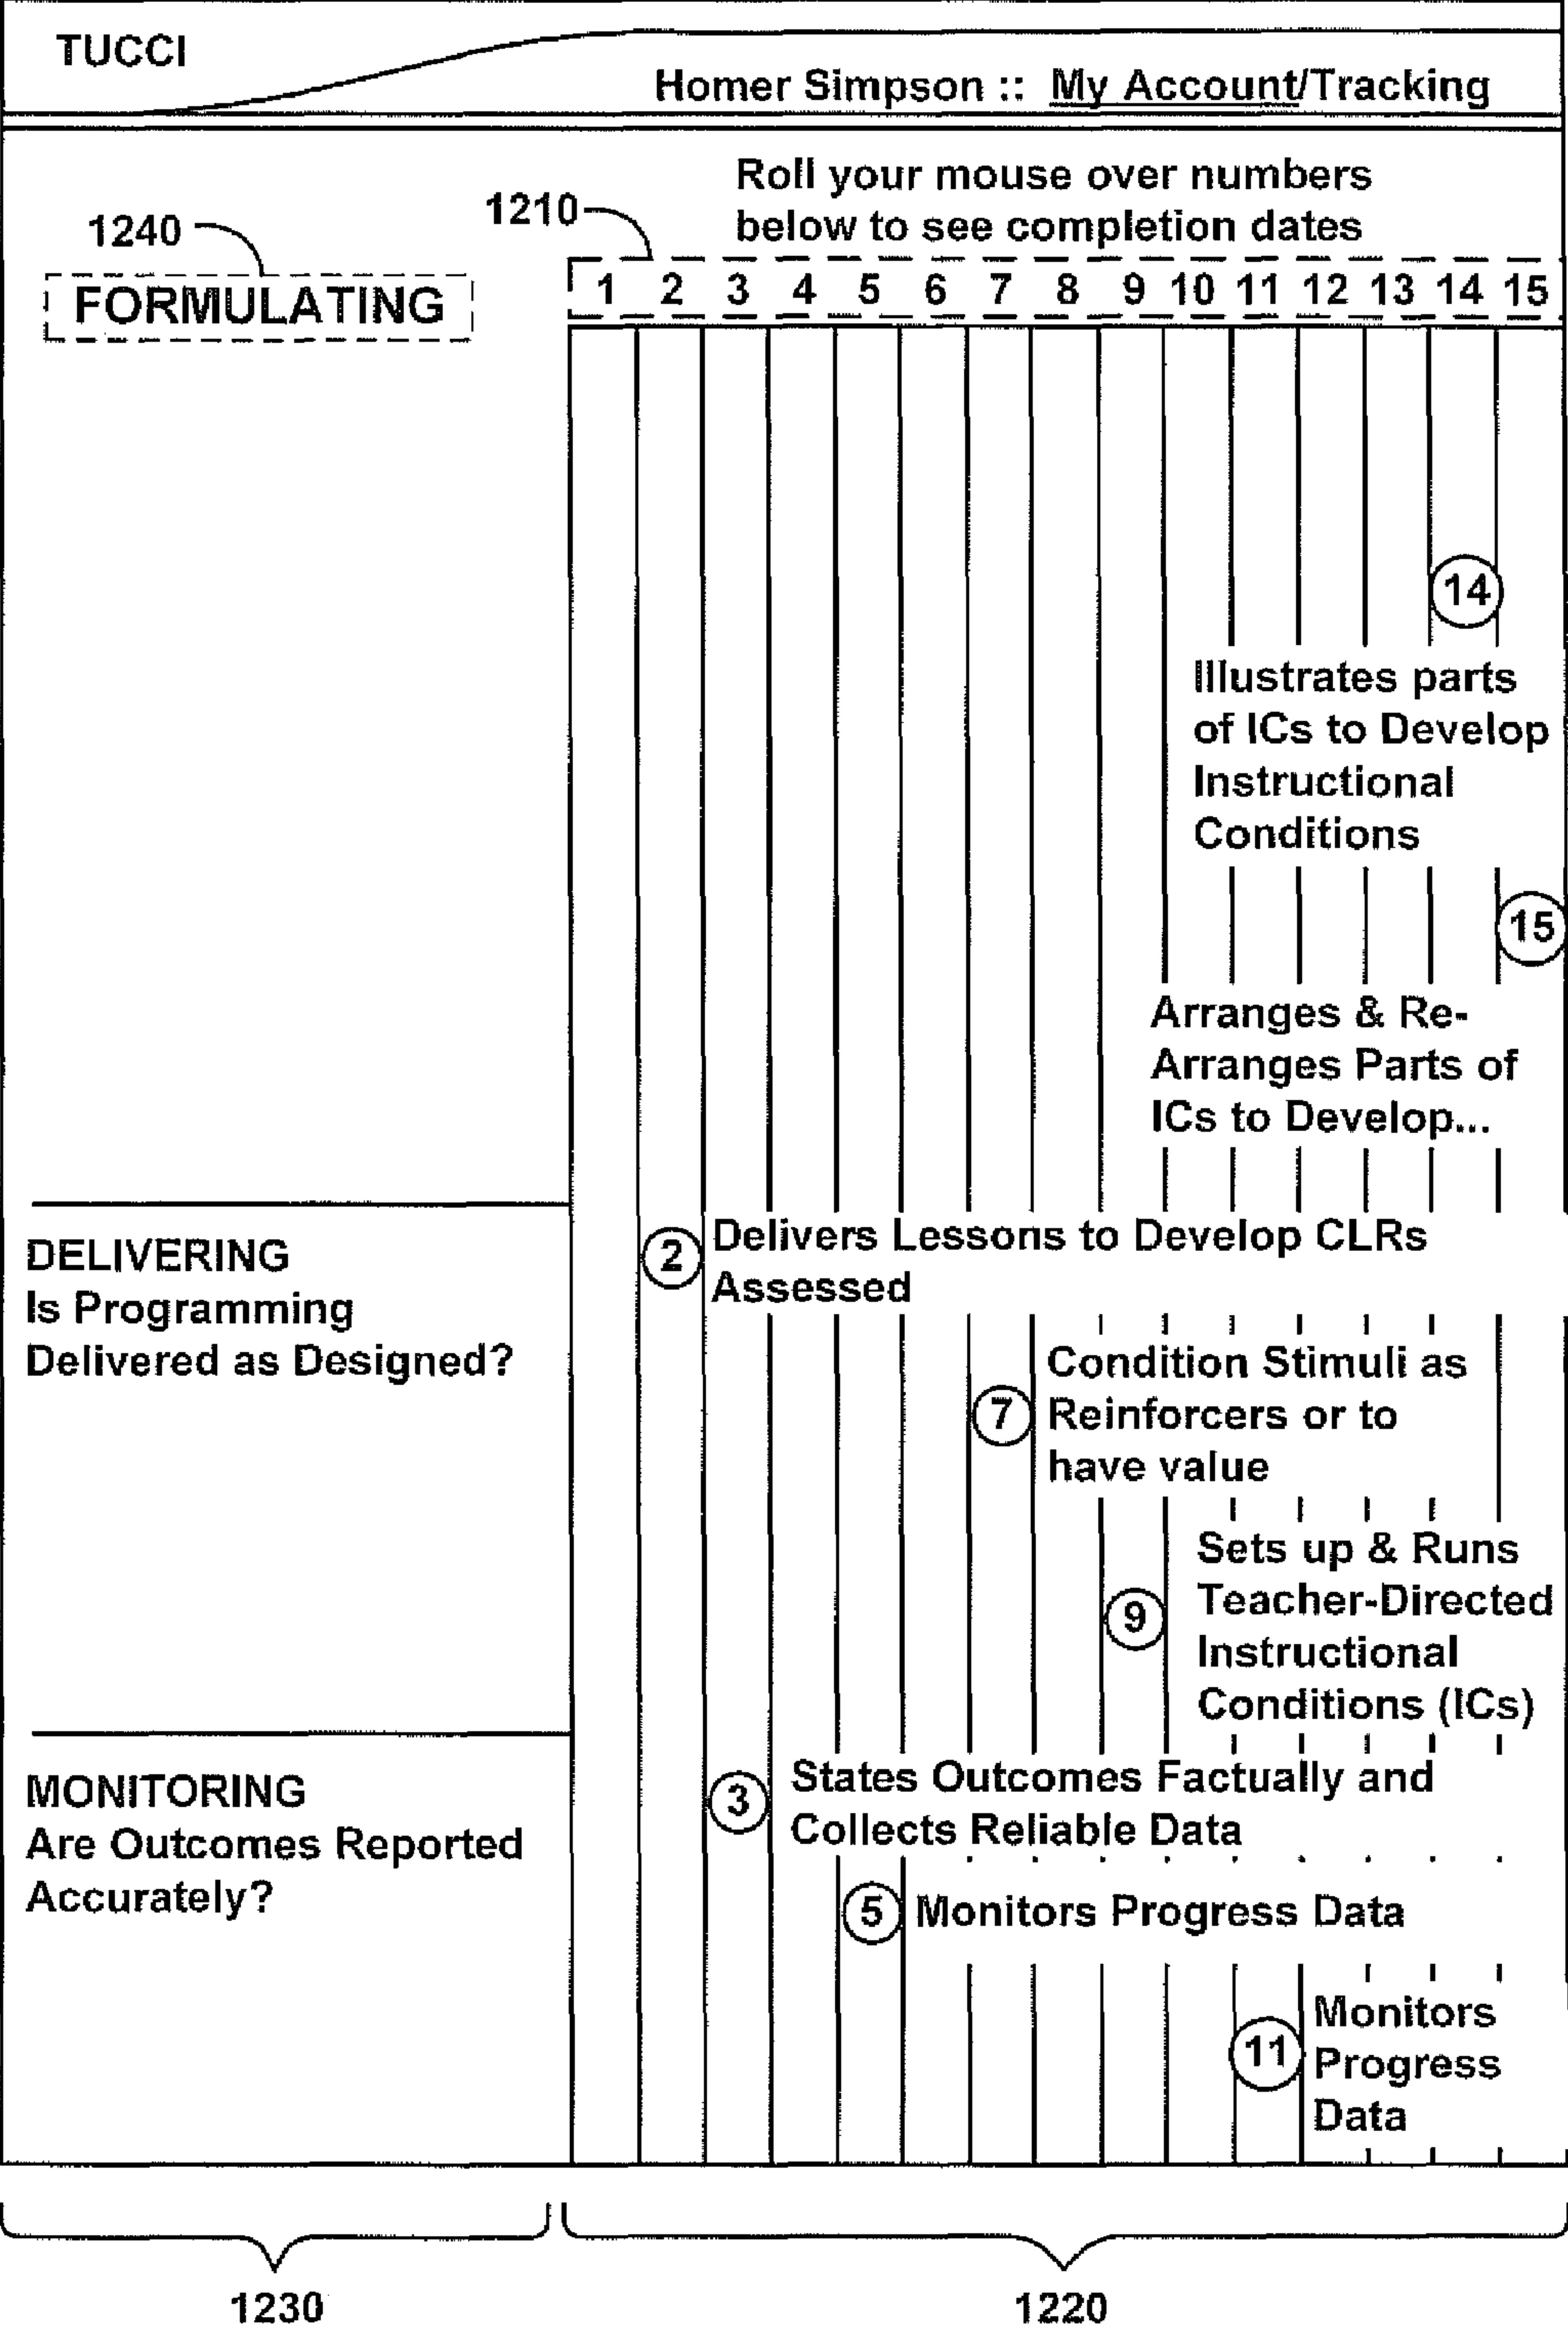 TUCCI
Homer Simpson :: My Account/Tracking
Roll your mouse over numbers
below to see completion dates
1240
1210
FORMULATING
1 2 3 4 5 6 7 8 9 10 11 12 13 14 15
14
Illustrates parts
of ICs to Develop
Instructional
Conditions
15
Arranges & Re-
Arranges Parts of
ICs to Develop...
DELIVERING
Is Programming
Delivered as Designed?
2
Delivers Lessons to Develop CLRs
Assessed
7
Condition Stimuli as
Reinforcers or to
have value
9
Sets up & Runs
Teacher-Directed
Instructional
Conditions (ICs)
MONITORING
Are Outcomes Reported
Accurately?
3
States Outcomes Factually and
Collects Reliable Data
5
Monitors Progress Data
11
Monitors
Progress
Data
1230
1220